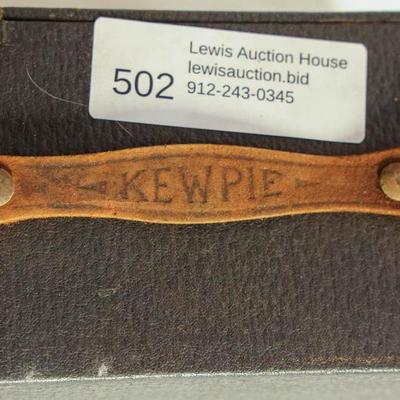 502
Lewis Auction House
lewisauction.bid
912-243-0345
KEWPIE